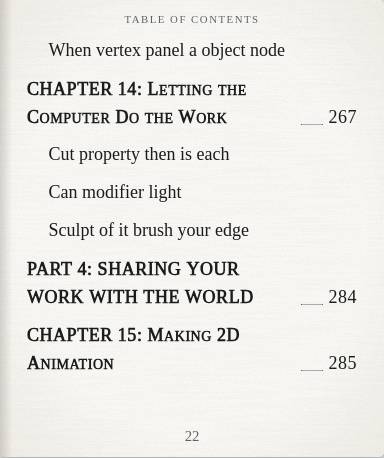 TABLE OF CONTENTS
When vertex panel a object node
CHAPTER 14: Letting the
Computer Do the Work 267
Cut property then is each
Can modifier light
Sculpt of it brush your edge
PART 4: SHARING YOUR
WORK WITH THE WORLD 284
CHAPTER 15: Making 2D
Animation 285
22